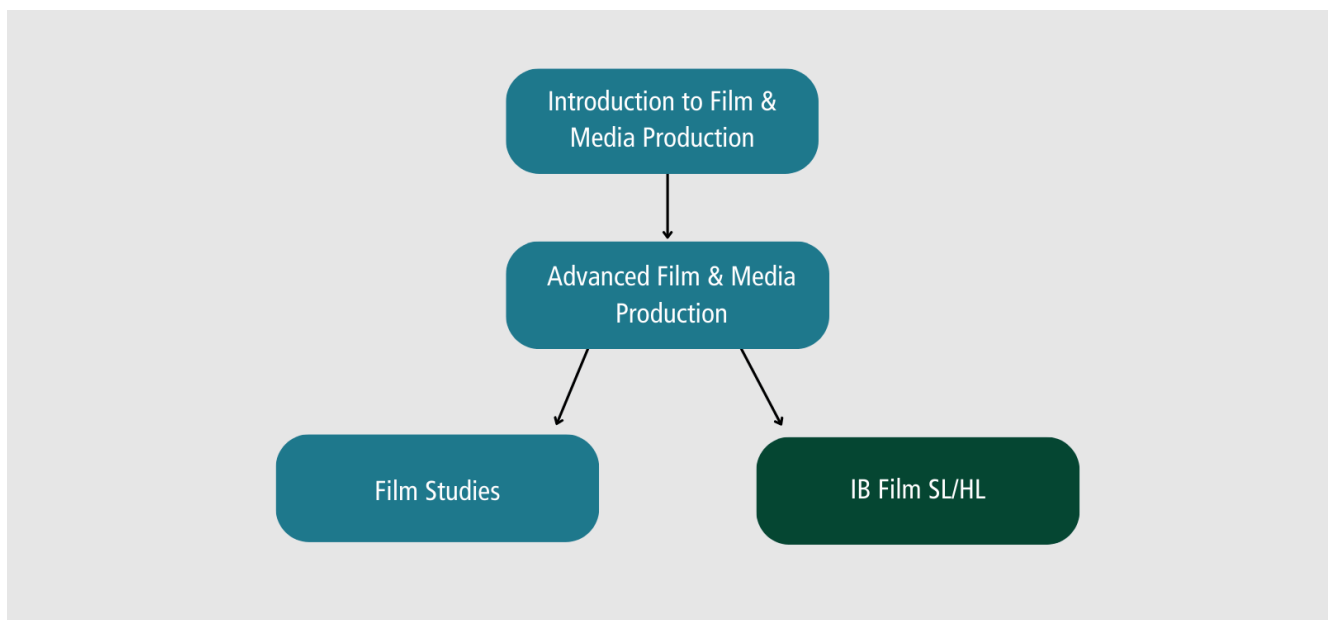 Introduction to Film &
Media Production
Advanced Film & Media
Production
Film Studies
IB Film SL/HL